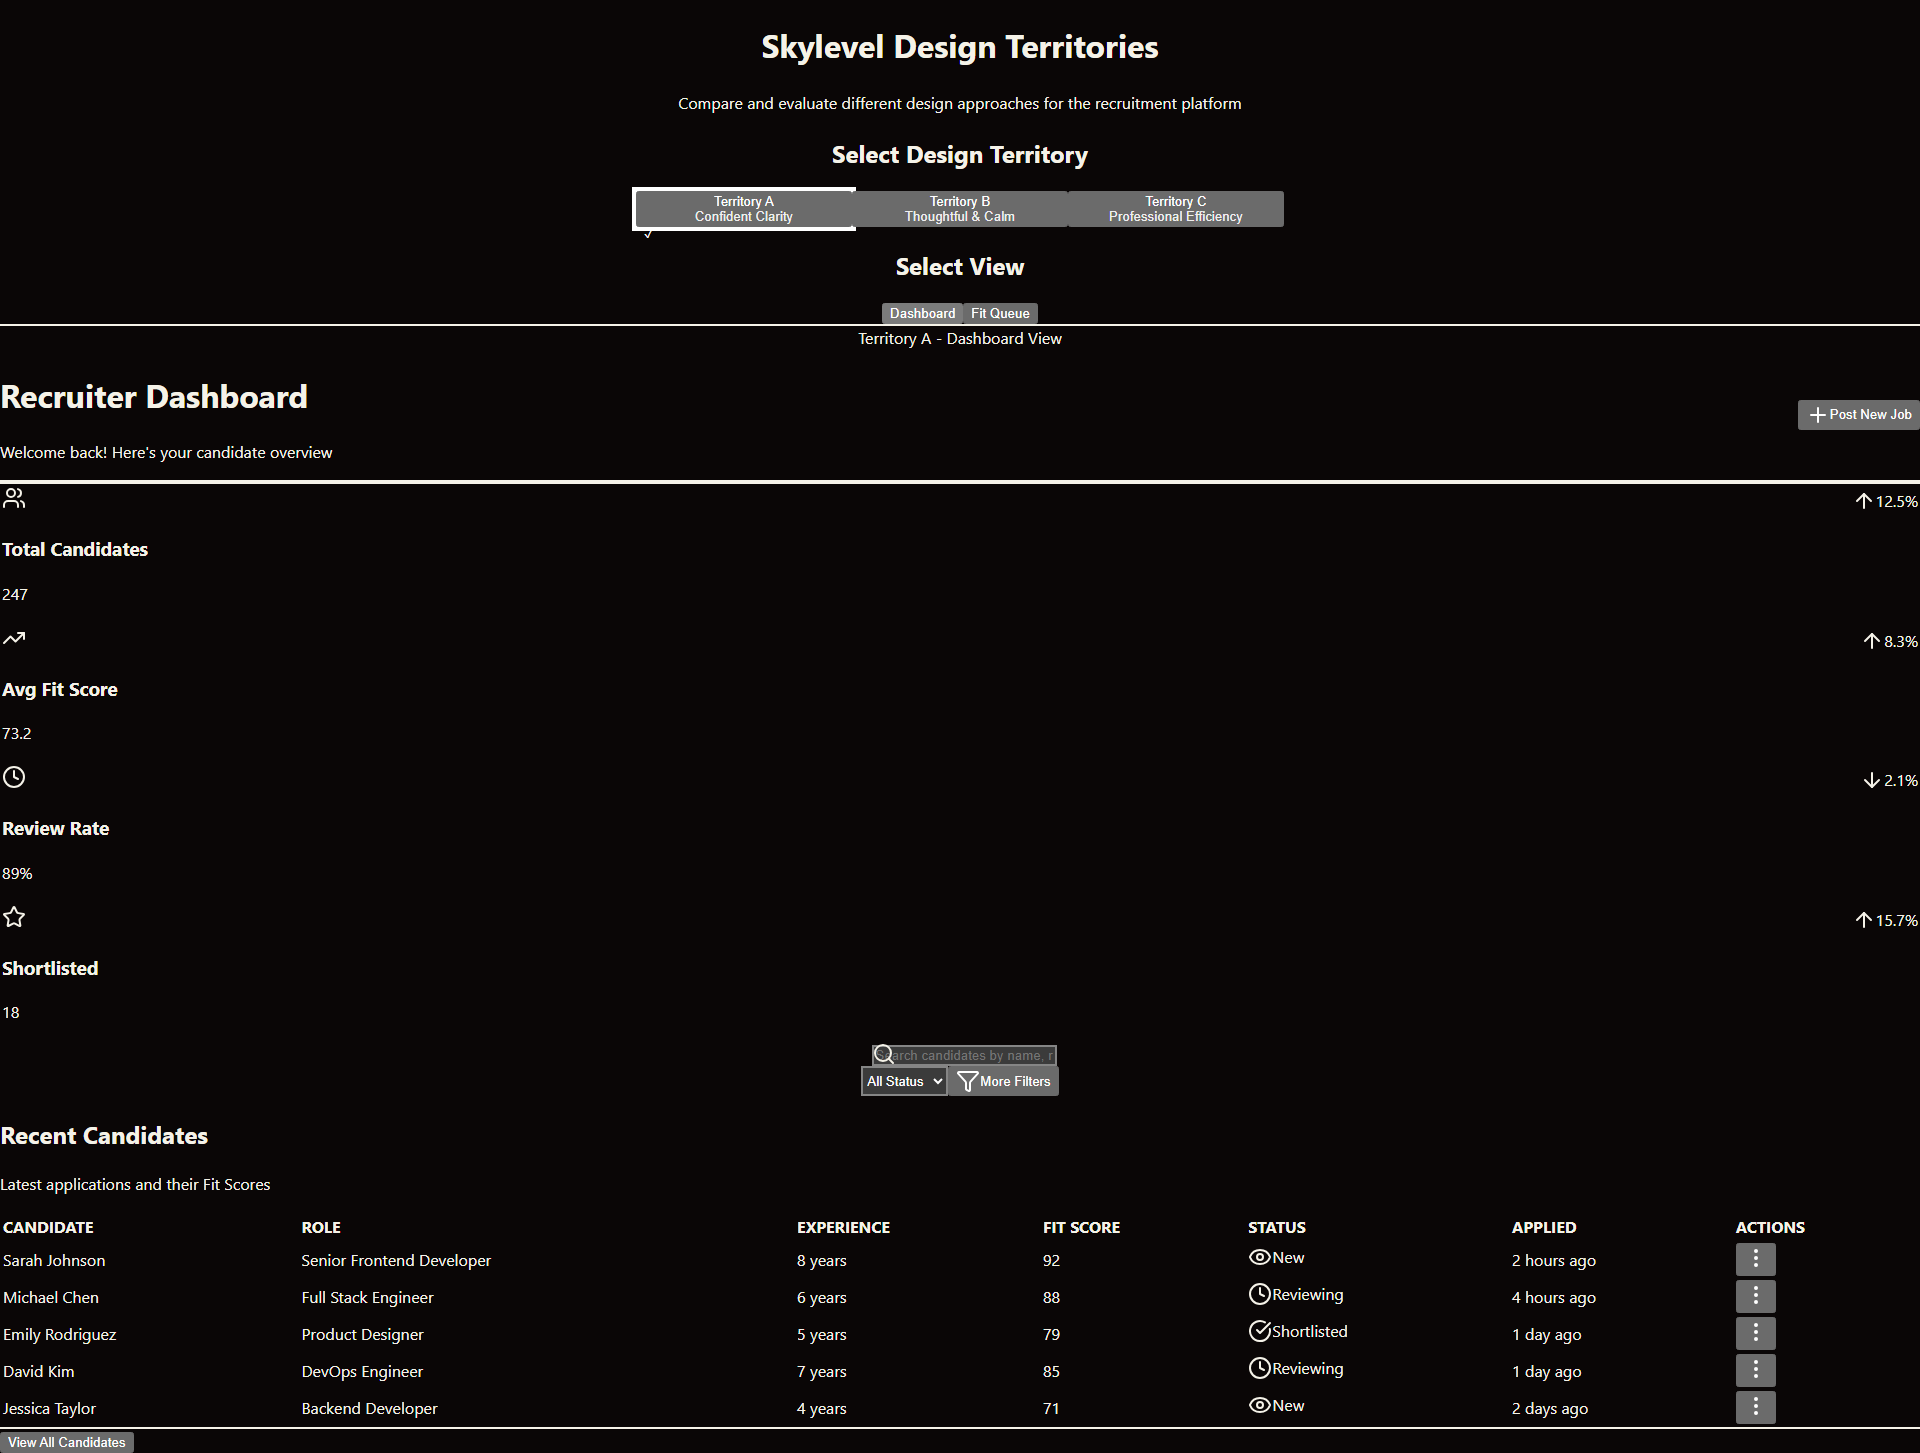 Skylevel Design Territories
Compare and evaluate different design approaches for the recruitment platform
Select Design Territory
Territory A Territory B Territory C
Confident Clarity Thoughtful & Calm Professional Efficiency
✓
Select View
Dashboard Fit Queue
Territory A - Dashboard View
Recruiter Dashboard
Post New Job
Welcome back! Here's your candidate overview
12.5%
Total Candidates
247
8.3%
Avg Fit Score
73.2
2.1%
Review Rate
89%
15.7%
Shortlisted
18
Search candidates by name, r
All Status More Filters
Recent Candidates
Latest applications and their Fit Scores
CANDIDATE ROLE EXPERIENCE FIT SCORE STATUS APPLIED ACTIONS
Sarah Johnson Senior Frontend Developer 8 years 92 New 2 hours ago
Michael Chen Full Stack Engineer 6 years 88 Reviewing 4 hours ago
Emily Rodriguez Product Designer 5 years 79 Shortlisted 1 day ago
David Kim DevOps Engineer 7 years 85 Reviewing 1 day ago
Jessica Taylor Backend Developer 4 years 71 New 2 days ago
View All Candidates